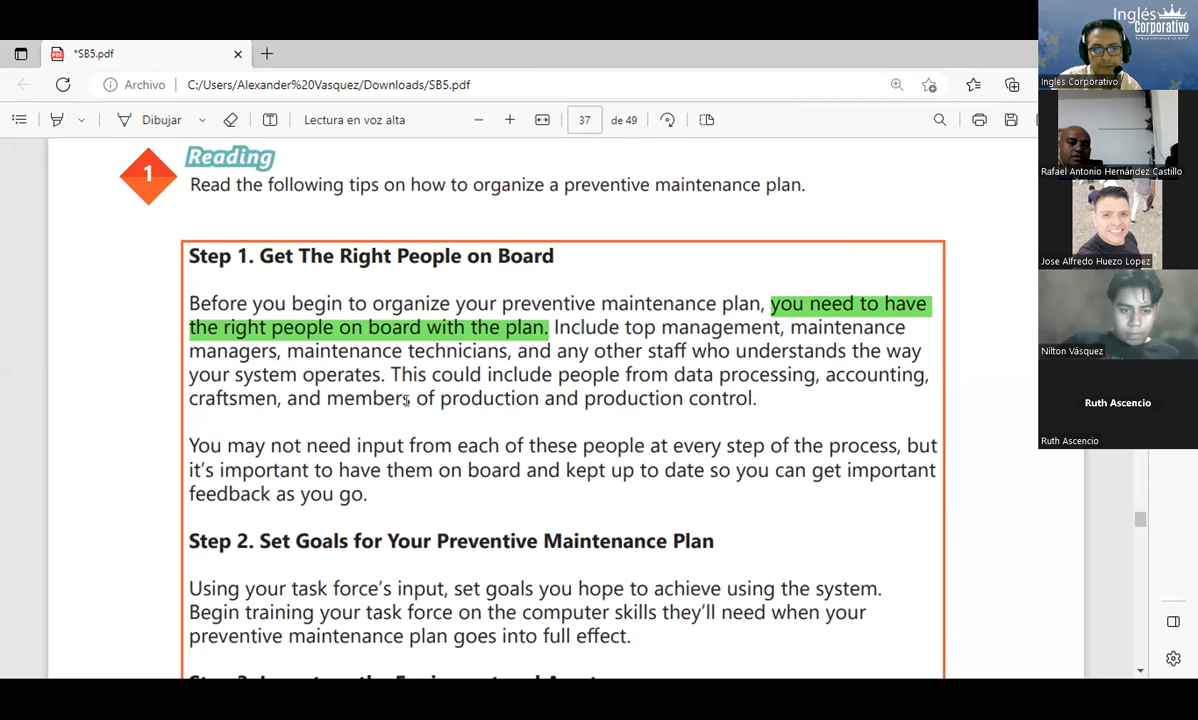 *SB5.pdf
Archivo
C:/Users/Alexander%20Vasquez/Downloads/SB5.pdf
Dibujar
Lectura en voz alta
37
de 49
1
Reading
Read the following tips on how to organize a preventive maintenance plan.
Step 1. Get The Right People on Board
Before you begin to organize your preventive maintenance plan, you need to have
the right people on board with the plan. Include top management, maintenance
managers, maintenance technicians, and any other staff who understands the way
your system operates. This could include people from data processing, accounting,
craftsmen, and members of production and production control.
You may not need input from each of these people at every step of the process, but
it's important to have them on board and kept up to date so you can get important
feedback as you go.
Step 2. Set Goals for Your Preventive Maintenance Plan
Using your task force's input, set goals you hope to achieve using the system.
Begin training your task force on the computer skills they'll need when your
preventive maintenance plan goes into full effect.
Inglés
Corporativo
Inglés Corporativo
Rafael Antonio Hernández Castillo
Jose Alfredo Huezo Lopez
Nilton Vásquez
Ruth Ascencio
Ruth Ascencio